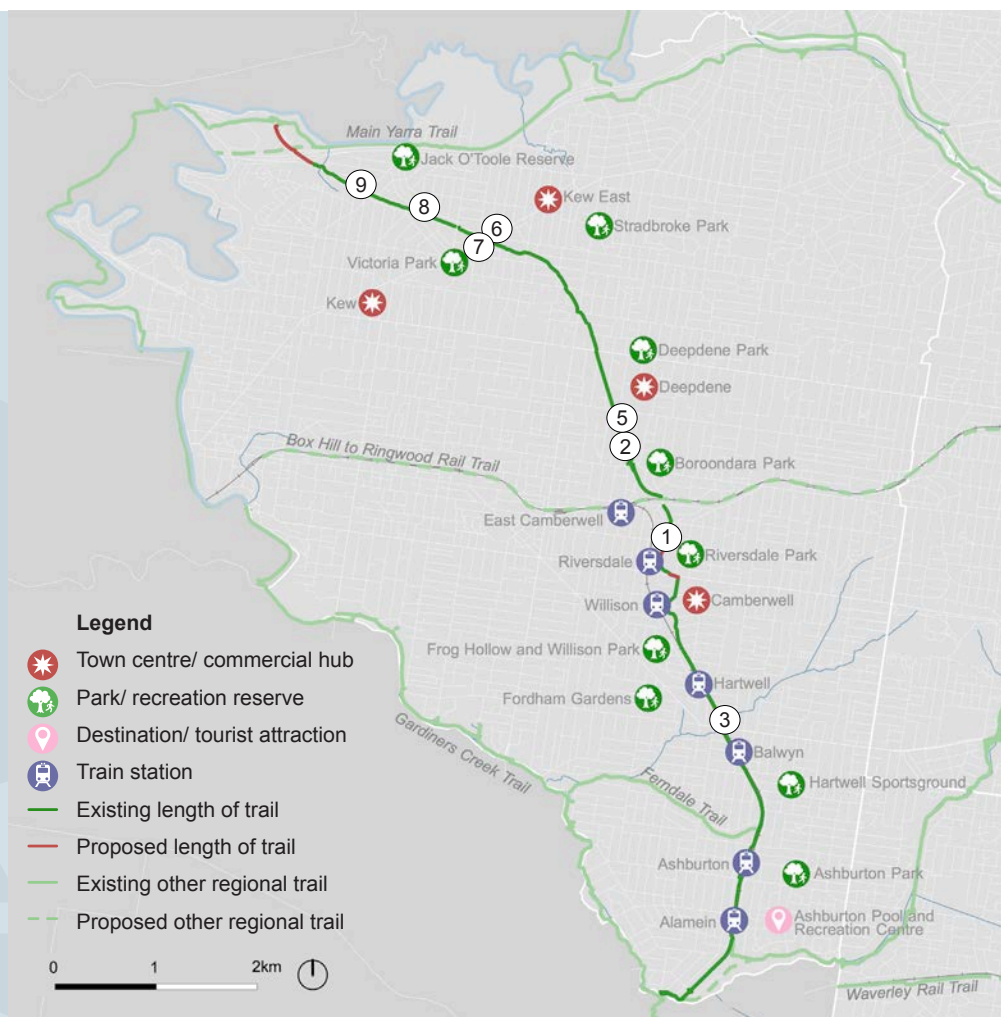 Main Yarra Trail
Jack O'Toole Reserve
9
8
Kew East
6
Stradbroke Park
7
Victoria Park
Kew
Deepdene Park
Deepdene
5
2
Box Hill to Ringwood Rail Trail
Boroondara Park
East Camberwell
1
Riversdale
Riversdale Park
Willison
Camberwell
Frog Hollow and Willison Park
Hartwell
Fordham Gardens
3
Gardiners Creek Trail
Balwyn
Hartwell Sportsground
Ferndale Trail
Ashburton
Ashburton Park
Alamein
Ashburton Pool and
Recreation Centre
Waverley Rail Trail
Legend
Town centre/ commercial hub
Park/ recreation reserve
Destination/ tourist attraction
Train station
Existing length of trail
Proposed length of trail
Existing other regional trail
Proposed other regional trail
0 1 2km